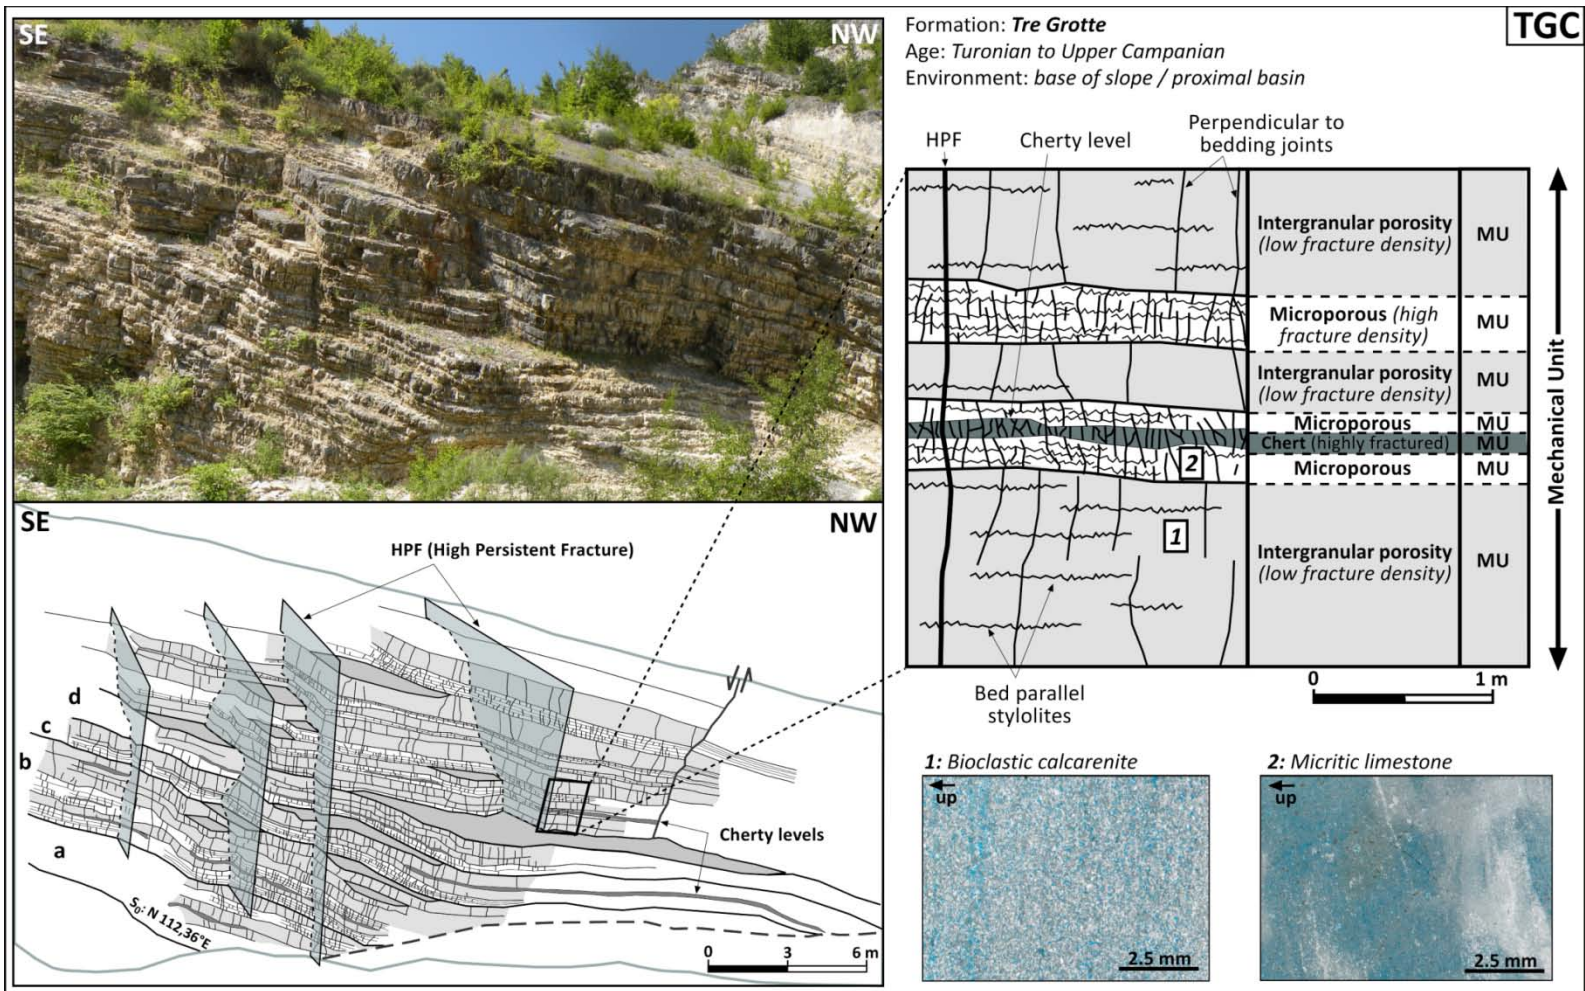 SE
NW
Formation: Tre Grotte
Age: Turonian to Upper Campanian
Environment: base of slope / proximal basin
TGC
HPF
Cherty level
Perpendicular to
bedding joints
Intergranular porosity
(low fracture density)
MU
Microporous (high
fracture density)
MU
Intergranular porosity
(low fracture density)
MU
Microporous
MU
Chert (highly fractured)
MU
2
Microporous
MU
1
Intergranular porosity
(low fracture density)
MU
Mechanical Unit
Bed parallel
stylolites
0 1 m
SE
NW
HPF (High Persistent Fracture)
d
c
b
a
Cherty levels
S₀: N 112,36°E
0 3 6 m
1: Bioclastic calcarenite
up
2.5 mm
2: Micritic limestone
up
2.5 mm